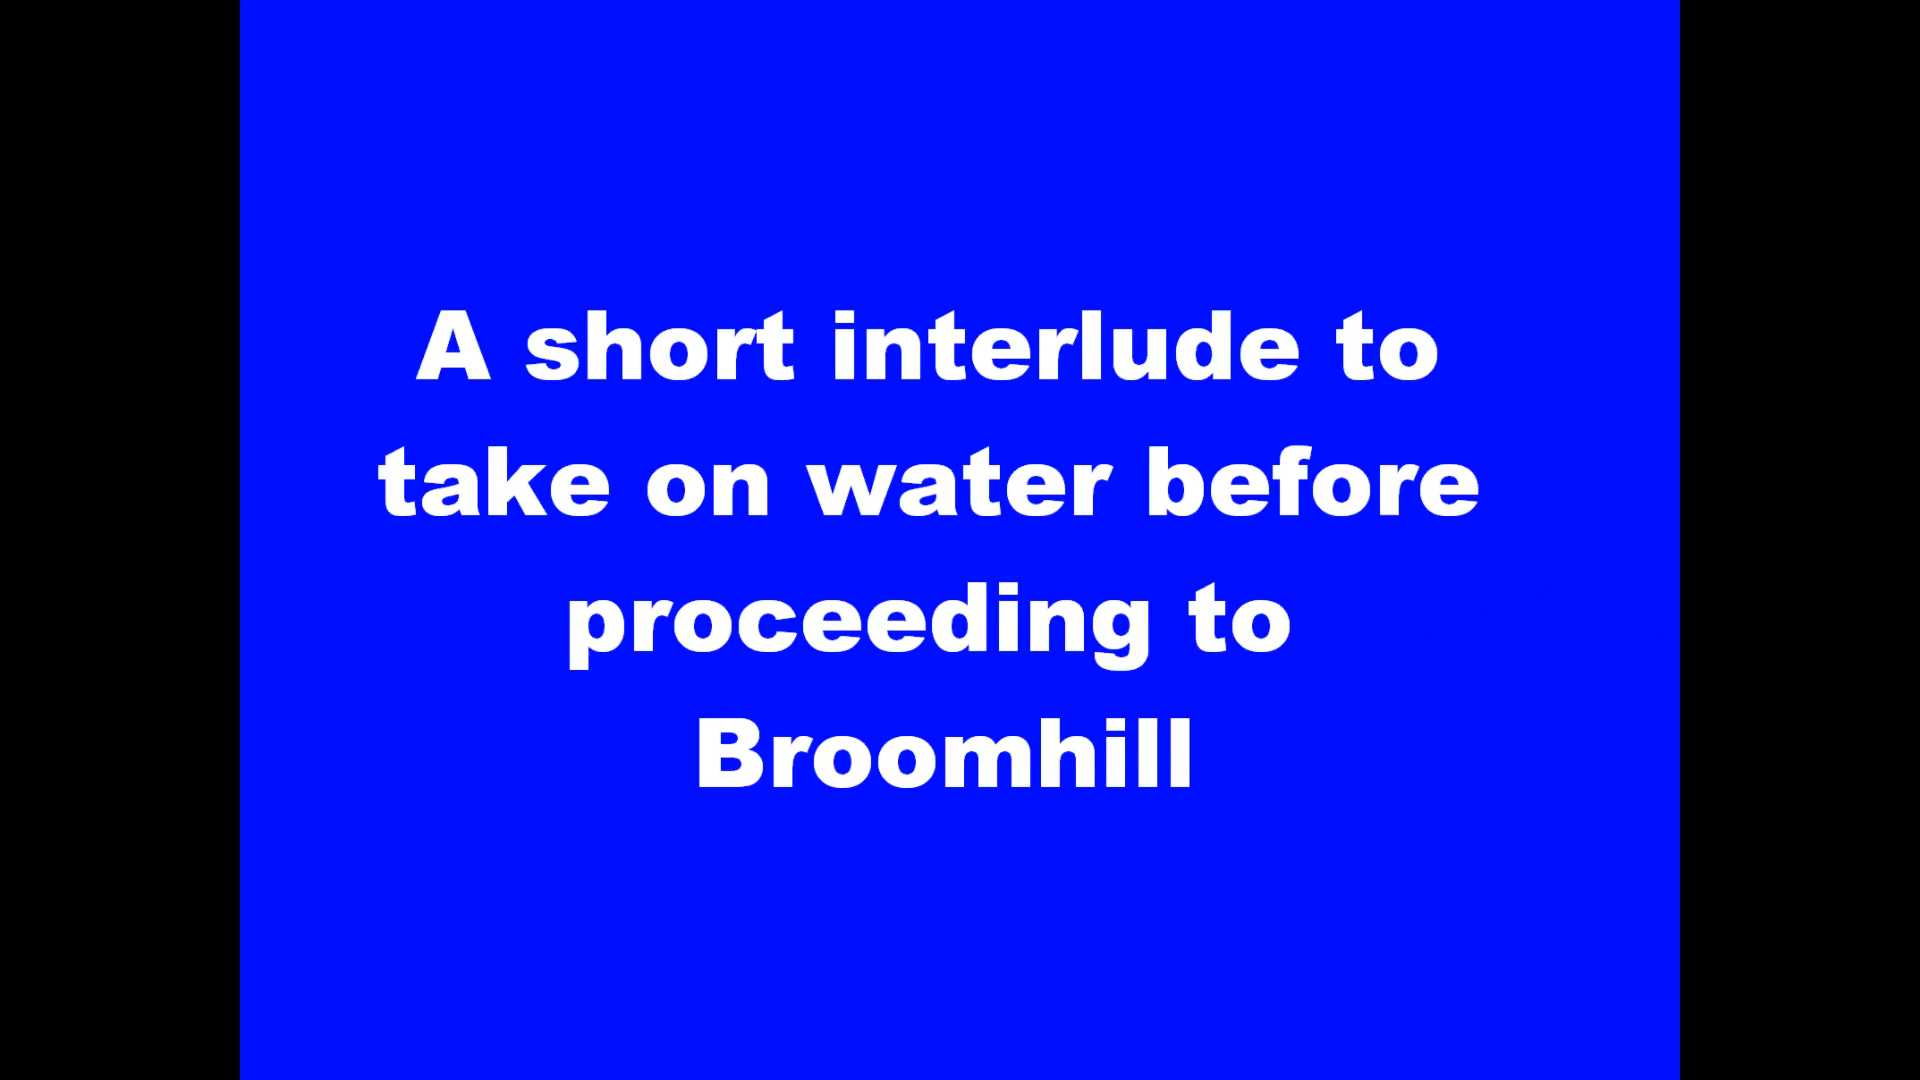 A short interlude to
take on water before
proceeding to
Broomhill